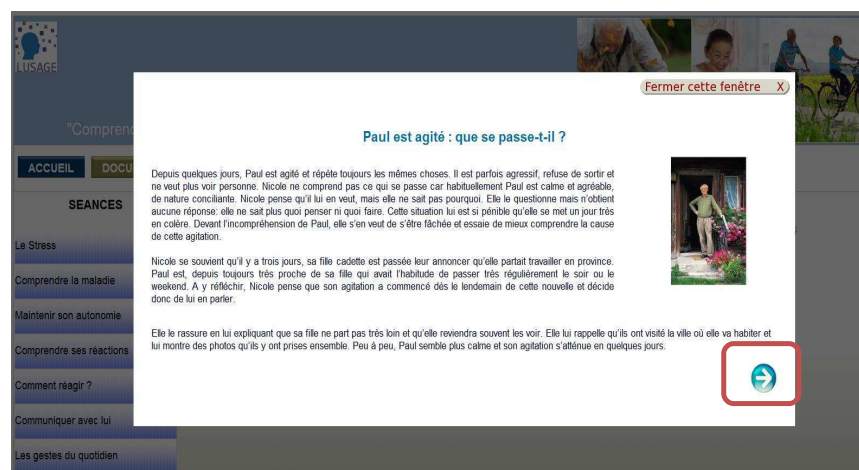 LUSAGE
Fermer cette fenêtre X
"Comprend
Paul est agité : que se passe-t-il ?
ACCUEIL
DOCU
Depuis quelques jours, Paul est agité et répète toujours les mêmes choses. Il est parfois agressif, refuse de sortir et
ne veut plus voir personne. Nicole ne comprend pas ce qui se passe car habituellement Paul est calme et agréable,
de nature conciliante. Nicole pense qu'il lui en veut, mais elle ne sait pas pourquoi. Elle le questionne mais n'obtient
aucune réponse: elle ne sait plus quoi penser ni quoi faire. Cette situation lui est si pénible qu'elle se met un jour très
en colère. Devant l'incompréhension de Paul, elle s'en veut de s'être fâchée et essaie de mieux comprendre la cause
de cette agitation.
Nicole se souvient qu'il y a trois jours, sa fille cadette est passée leur annoncer qu'elle partait travailler en province.
Paul est, depuis toujours très proche de sa fille qui avait l'habitude de passer très régulièrement le soir ou le
weekend. A y réfléchir, Nicole pense que son agitation a commencé dès le lendemain de cette nouvelle et décide
donc de lui en parler.
Elle le rassure en lui expliquant que sa fille ne part pas très loin et qu'elle reviendra souvent les voir. Elle lui rappelle qu'ils ont visité la ville où elle va habiter et
lui montre des photos qu'ils y ont prises ensemble. Peu à peu, Paul semble plus calme et son agitation s'atténue en quelques jours.
SEANCES
Le Stress
Comprendre la maladie
Maintenir son autonomie
Comprendre ses réactions
Comment réagir ?
Communiquer avec lui
Les gestes du quotidien